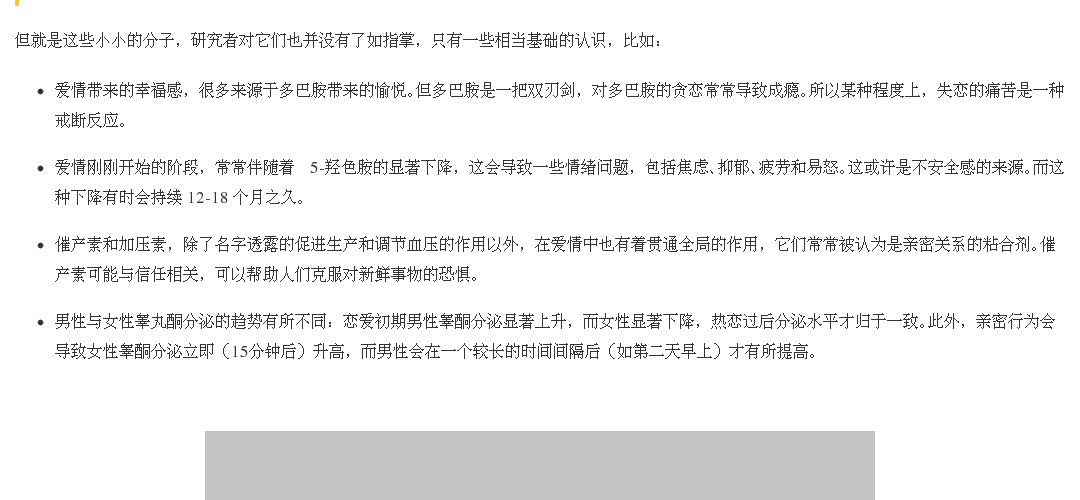 但就是这些小小的分子，研究者对它们也并没有了如指掌，只有一些相当基础的认识，比如：
爱情带来的幸福感，很多来源于多巴胺带来的愉悦。但多巴胺是一把双刃剑，对多巴胺的贪恋常常导致成瘾。所以某种程度上，失恋的痛苦是一种
戒断反应。
爱情刚刚开始的阶段，常常伴随着 5-羟色胺的显著下降，这会导致一些情绪问题，包括焦虑、抑郁、疲劳和易怒。这或许是不安全感的来源。而这
种下降有时会持续 12-18 个月之久。
催产素和加压素，除了名字透露的促进生产和调节血压的作用以外，在爱情中也有着贯通全局的作用，它们常常被认为是亲密关系的粘合剂。催
产素可能与信任相关，可以帮助人们克服对新鲜事物的恐惧。
男性与女性睾丸酮分泌的趋势有所不同：恋爱初期男性睾酮分泌显著上升，而女性显著下降，热恋过后分泌水平才归于一致。此外，亲密行为会
导致女性睾酮分泌立即（15分钟后）升高，而男性会在一个较长的时间间隔后（如第二天早上）才有所提高。